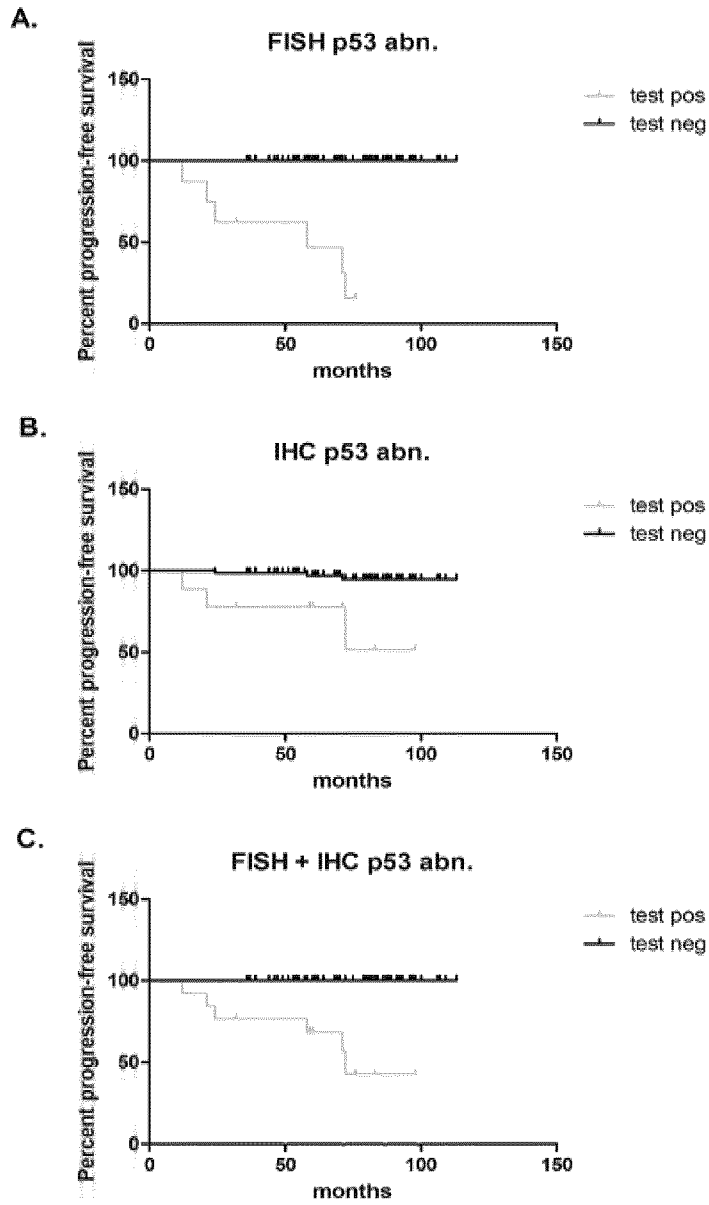 A.
FISH p53 abn.
Percent progression-free survival
150
100
50
0
0 50 100 150
months
test pos
test neg
B.
IHC p53 abn.
Percent progression-free survival
150
100
50
0
0 50 100 150
months
test pos
test neg
C.
FISH + IHC p53 abn.
Percent progression-free survival
150
100
50
0
0 50 100 150
months
test pos
test neg